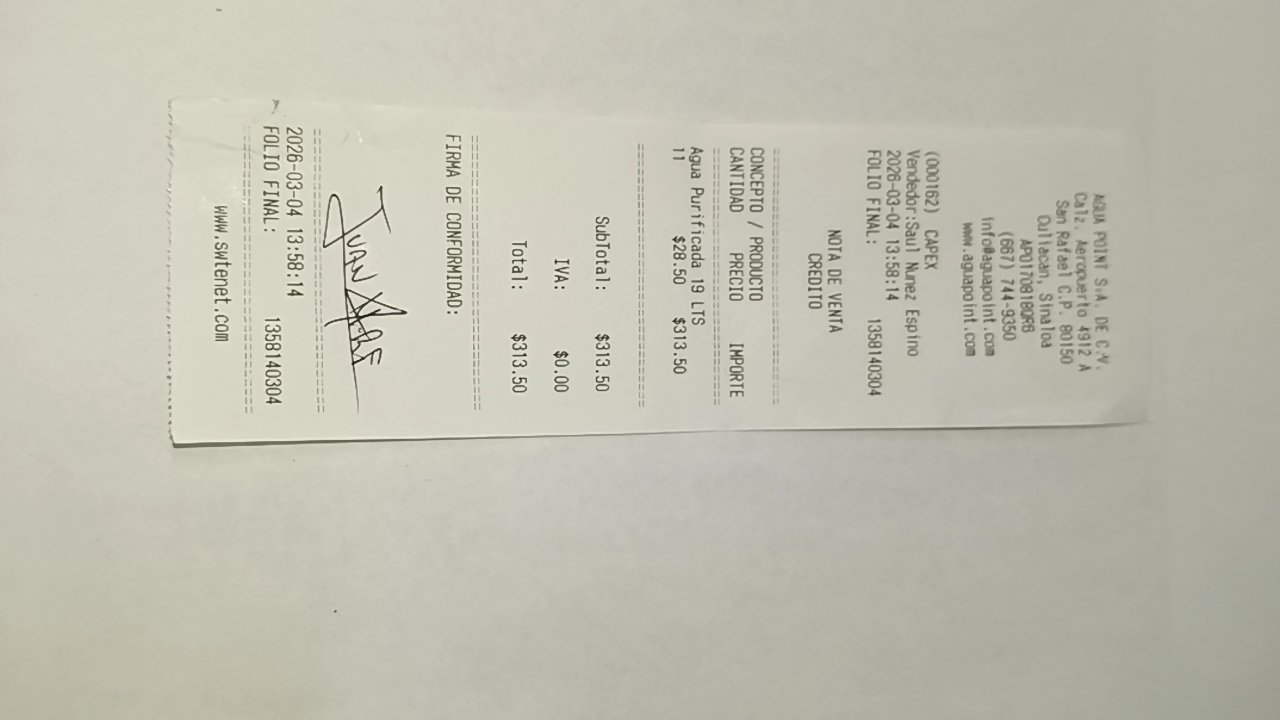 AGUA POINT S.A. DE C.V.
Calz. Aeropuerto 4912 A
San Rafael C.P. 80150
Culiacan, Sinaloa
APO170818QR6
(667) 744-9350
info@aguapoint.com
www.aguapoint.com
(000162) CAPEX
Vendedor:Saul Nunez Espino
2026-03-04 13:58:14
FOLIO FINAL: 1358140304
NOTA DE VENTA
CREDITO
CONCEPTO / PRODUCTO
CANTIDAD PRECIO IMPORTE
Agua Purificada 19 LTS
11 $28.50 $313.50
SubTotal: $313.50
IVA: $0.00
Total: $313.50
FIRMA DE CONFORMIDAD:
Juan
2026-03-04 13:58:14
FOLIO FINAL: 1358140304
www.swtenet.com